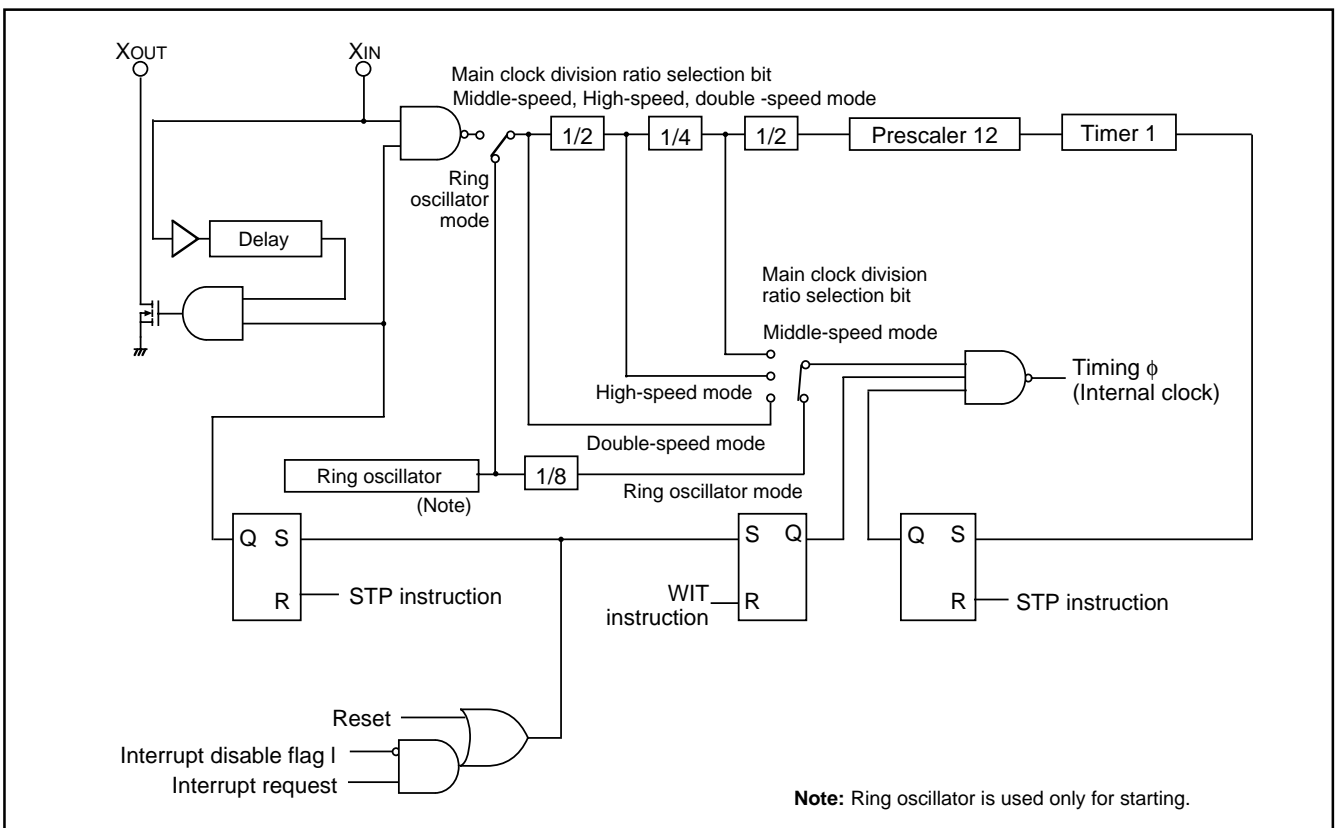 XOUT
XIN
Main clock division ratio selection bit
Middle-speed, High-speed, double -speed mode
1/2
1/4
1/2
Prescaler 12
Timer 1
Ring
oscillator
mode
Delay
Main clock division
ratio selection bit
Middle-speed mode
High-speed mode
Double-speed mode
Timing ϕ
(Internal clock)
Ring oscillator
(Note)
1/8
Ring oscillator mode
Q S
R
STP instruction
S Q
R
WIT
instruction
Q S
R
STP instruction
Reset
Interrupt disable flag I
Interrupt request
Note: Ring oscillator is used only for starting.